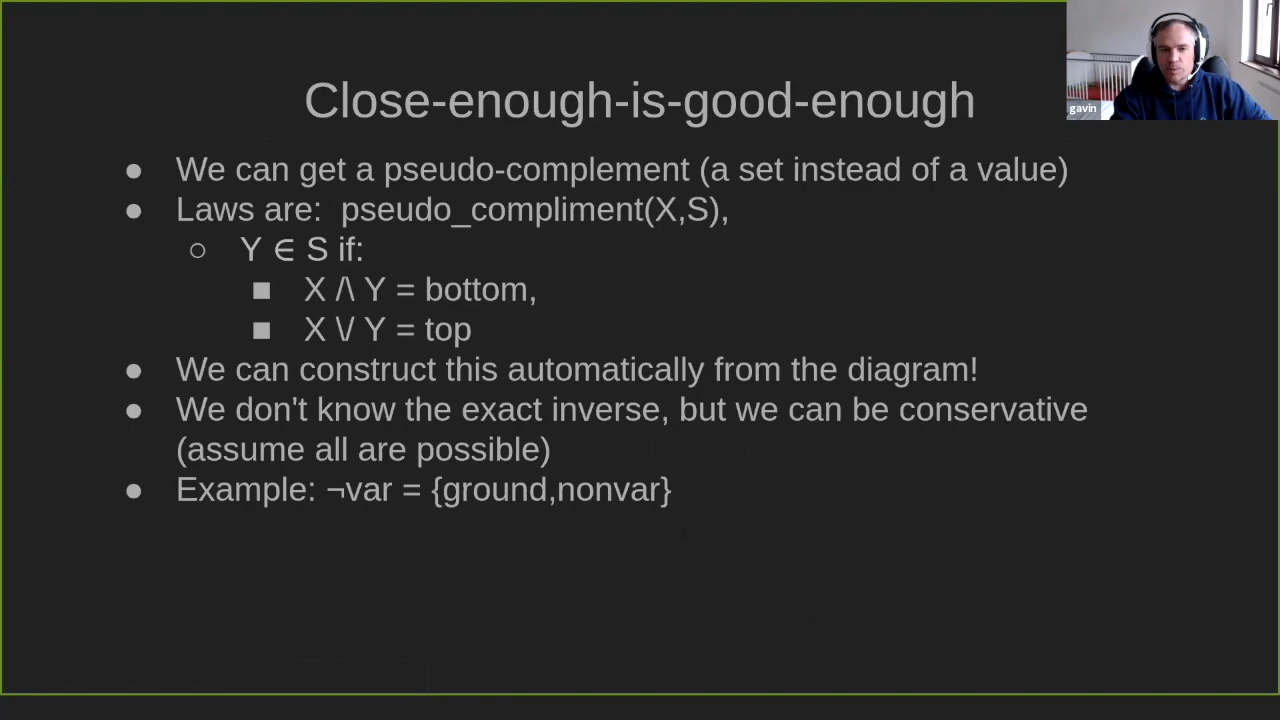 Close-enough-is-good-enough
gavin
● We can get a pseudo-complement (a set instead of a value)
● Laws are:  pseudo_compliment(X,S),
○ Y ∈ S if:
■ X /\ Y = bottom,
■ X \/ Y = top
● We can construct this automatically from the diagram!
● We don't know the exact inverse, but we can be conservative
(assume all are possible)
● Example: ¬var = {ground,nonvar}